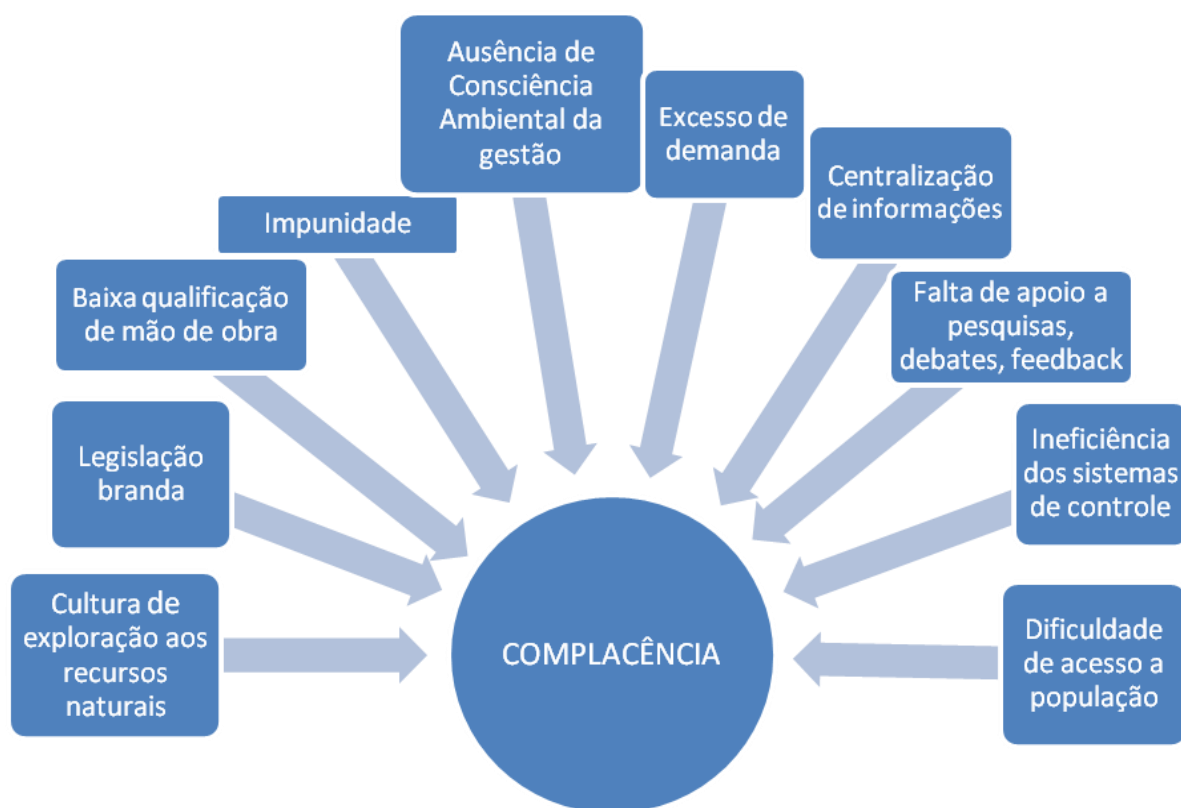 Cultura de
exploração aos
recursos
naturais
Legislação
branda
Baixa qualificação
de mão de obra
Impunidade
Ausência de
Consciência
Ambiental da
gestão
Excesso de
demanda
Centralização
de informações
Falta de apoio a
pesquisas,
debates, feedback
Ineficiência
dos sistemas
de controle
Dificuldade
de acesso a
população
COMPLACÊNCIA